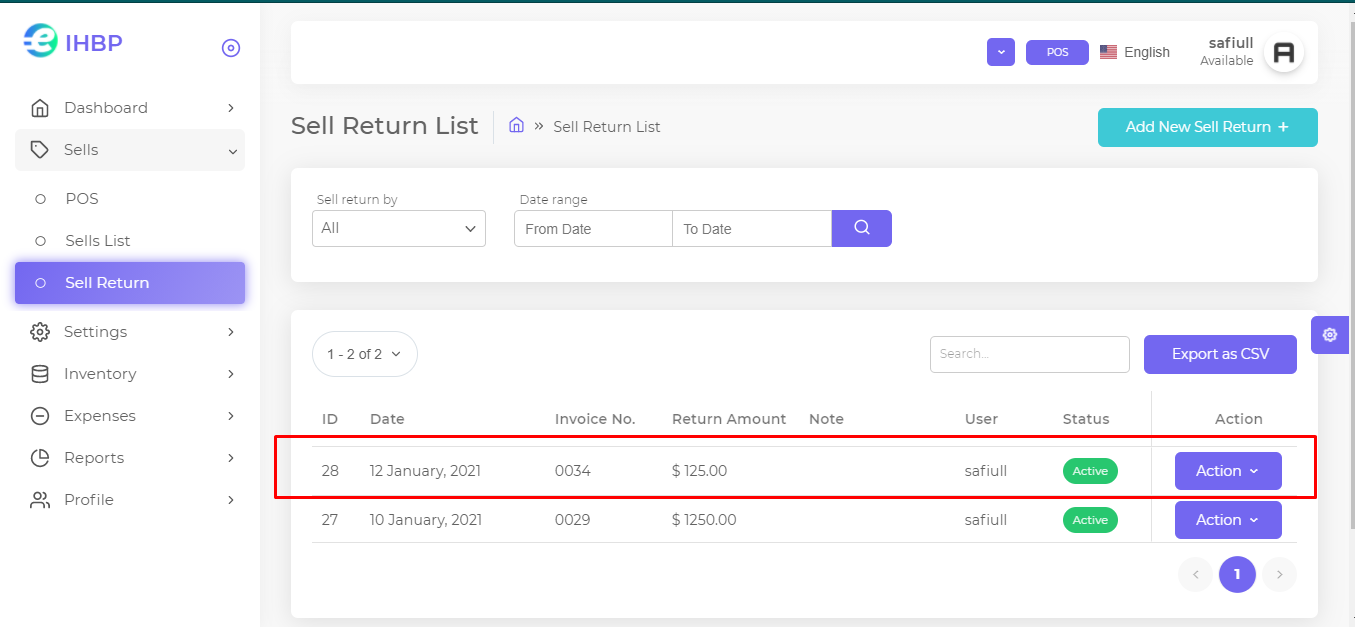 IHBP
POS
English
safiull
Available
Dashboard
Sells
POS
Sells List
Sell Return
Settings
Inventory
Expenses
Reports
Profile
Sell Return List
» Sell Return List
Add New Sell Return +
Sell return by
Date range
All
From Date
To Date
1 - 2 of 2
Search...
Export as CSV
ID Date Invoice No. Return Amount Note User Status Action
28 12 January, 2021 0034 $ 125.00 safiull Active Action
27 10 January, 2021 0029 $ 1250.00 safiull Active Action
< 1 >